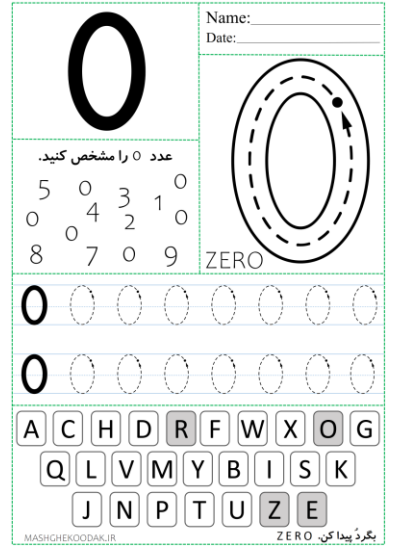 0
Name:
Date:
عدد 0 را مشخص کنید.
5 0 3 0
0 4 2 1 0
0
8 7 0 9
ZERO
0
0
A C H D R F W X O G
Q L V M Y B I S K
J N P T U Z E
MASHGHEKOODAK.IR
بگردُ پیدا کن. ZERO